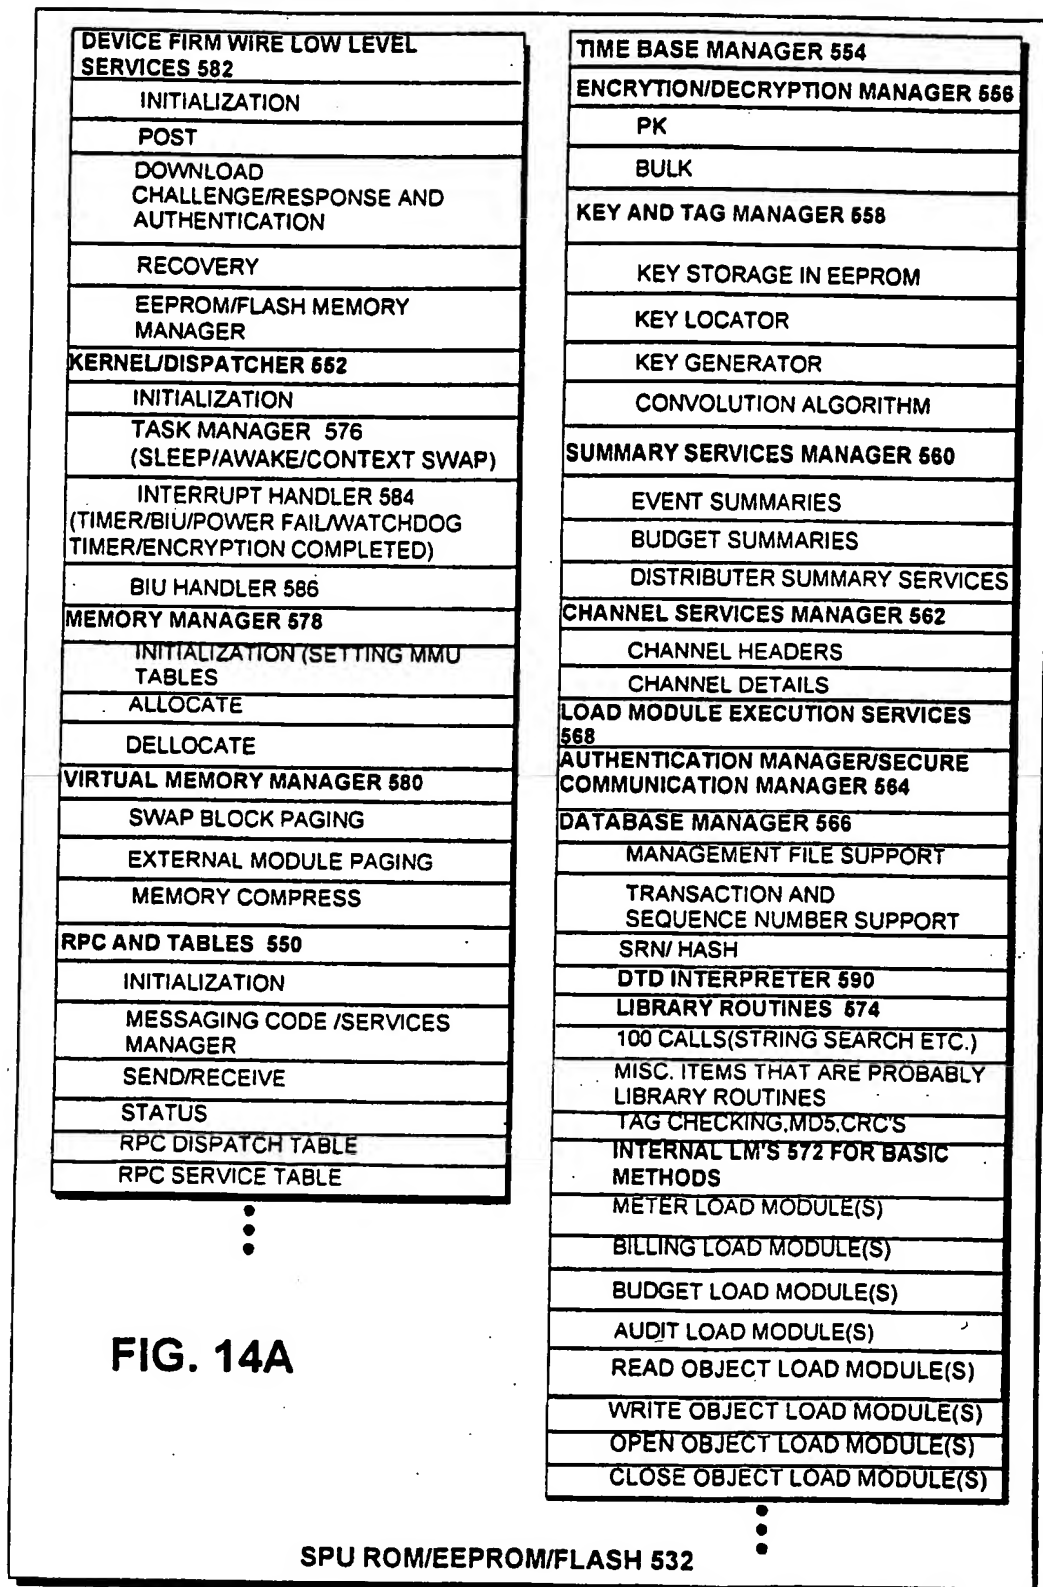 DEVICE FIRM WIRE LOW LEVEL
SERVICES 582
INITIALIZATION
POST
DOWNLOAD
CHALLENGE/RESPONSE AND
AUTHENTICATION
RECOVERY
EEPROM/FLASH MEMORY
MANAGER
KERNEL/DISPATCHER 552
INITIALIZATION
TASK MANAGER 576
(SLEEP/AWAKE/CONTEXT SWAP)
INTERRUPT HANDLER 584
(TIMER/BIU/POWER FAIL/WATCHDOG
TIMER/ENCRYPTION COMPLETED)
BIU HANDLER 586
MEMORY MANAGER 578
INITIALIZATION (SETTING MMU
TABLES
ALLOCATE
DELLOCATE
VIRTUAL MEMORY MANAGER 580
SWAP BLOCK PAGING
EXTERNAL MODULE PAGING
MEMORY COMPRESS
RPC AND TABLES 550
INITIALIZATION
MESSAGING CODE /SERVICES
MANAGER
SEND/RECEIVE
STATUS
RPC DISPATCH TABLE
RPC SERVICE TABLE
TIME BASE MANAGER 554
ENCRYTION/DECRYPTION MANAGER 556
PK
BULK
KEY AND TAG MANAGER 558
KEY STORAGE IN EEPROM
KEY LOCATOR
KEY GENERATOR
CONVOLUTION ALGORITHM
SUMMARY SERVICES MANAGER 560
EVENT SUMMARIES
BUDGET SUMMARIES
DISTRIBUTER SUMMARY SERVICES
CHANNEL SERVICES MANAGER 562
CHANNEL HEADERS
CHANNEL DETAILS
LOAD MODULE EXECUTION SERVICES
568
AUTHENTICATION MANAGER/SECURE
COMMUNICATION MANAGER 564
DATABASE MANAGER 566
MANAGEMENT FILE SUPPORT
TRANSACTION AND
SEQUENCE NUMBER SUPPORT
SRN/ HASH
DTD INTERPRETER 590
LIBRARY ROUTINES 574
100 CALLS(STRING SEARCH ETC.)
MISC. ITEMS THAT ARE PROBABLY
LIBRARY ROUTINES
TAG CHECKING,MD5,CRC'S
INTERNAL LM'S 572 FOR BASIC
METHODS
METER LOAD MODULE(S)
BILLING LOAD MODULE(S)
BUDGET LOAD MODULE(S)
AUDIT LOAD MODULE(S)
READ OBJECT LOAD MODULE(S)
WRITE OBJECT LOAD MODULE(S)
OPEN OBJECT LOAD MODULE(S)
CLOSE OBJECT LOAD MODULE(S)
FIG. 14A
SPU ROM/EEPROM/FLASH 532